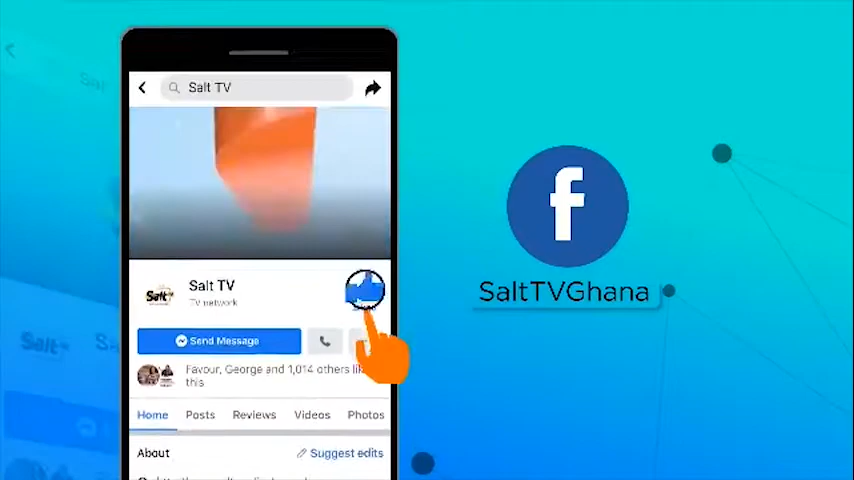 Salt TV
Salt
Salt TV
TV network
Send Message
Favour, George and 1,014 others
this
Home Posts Reviews Videos Photos
About Suggest edits
f
SaltTVGhana